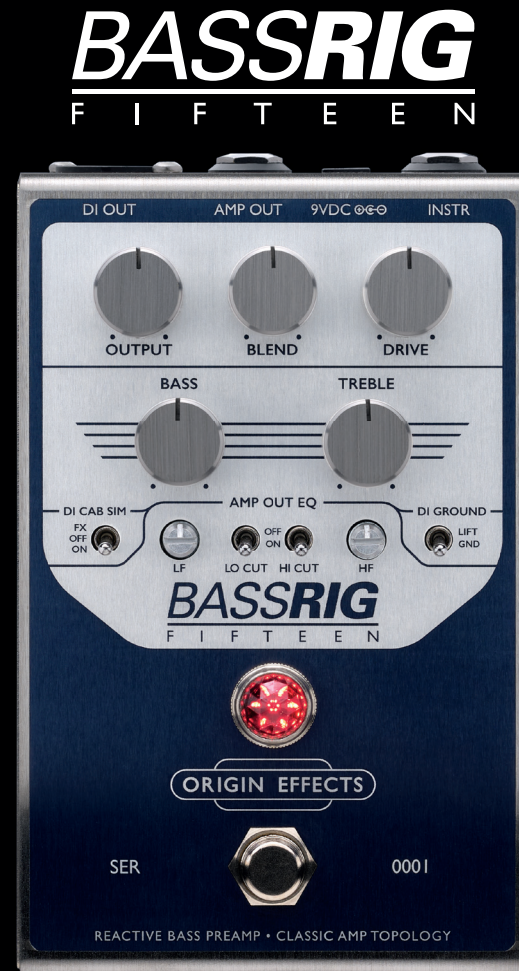 BASSRIG
FIFTEEN
DI OUT AMP OUT 9VDC INSTR
OUTPUT BLEND DRIVE
BASS TREBLE
AMP OUT EQ
DI CAB SIM DI GROUND
FX
OFF
ON
OFF
ON
LIFT
GND
LF LO CUT HI CUT HF
BASSRIG
FIFTEEN
ORIGIN EFFECTS
SER 0001
REACTIVE BASS PREAMP • CLASSIC AMP TOPOLOGY